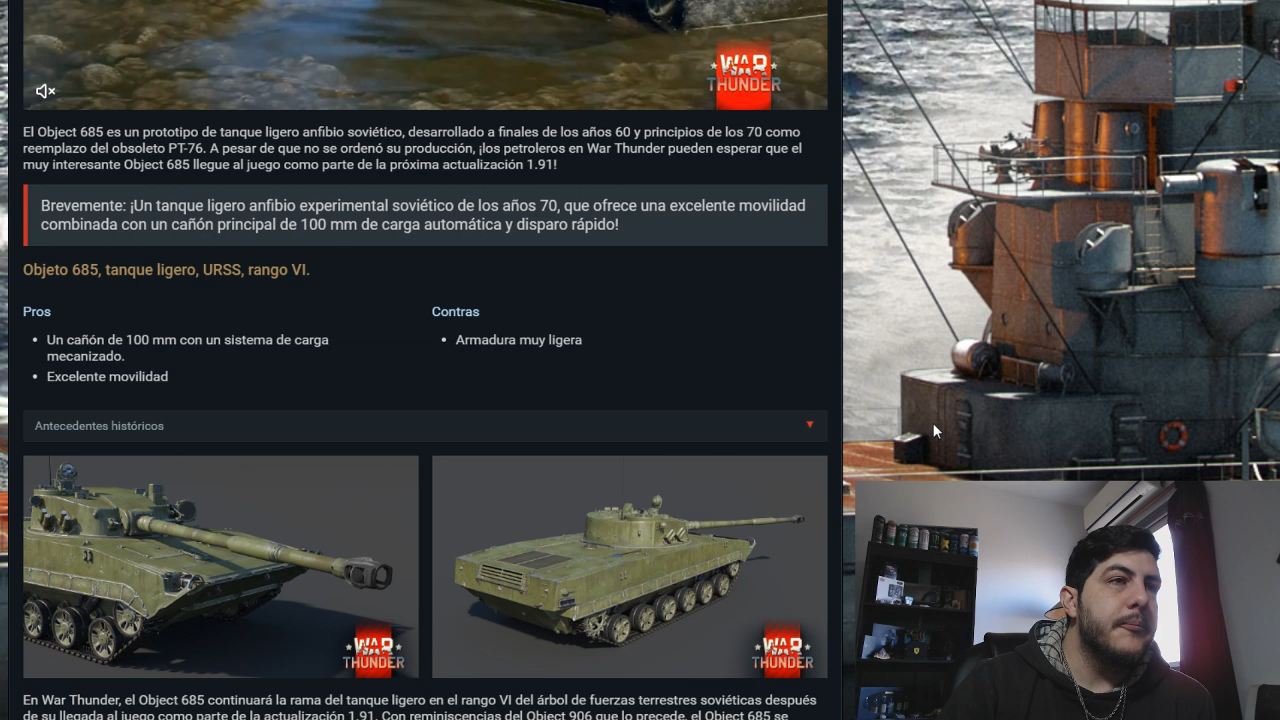 WAR
THUNDER
El Object 685 es un prototipo de tanque ligero anfibio soviético, desarrollado a finales de los años 60 y principios de los 70 como
reemplazo del obsoleto PT-76. A pesar de que no se ordenó su producción, ¡los petroleros en War Thunder pueden esperar que el
muy interesante Object 685 llegue al juego como parte de la próxima actualización 1.91!
Brevemente: ¡Un tanque ligero anfibio experimental soviético de los años 70, que ofrece una excelente movilidad
combinada con un cañón principal de 100 mm de carga automática y disparo rápido!
Objeto 685, tanque ligero, URSS, rango VI.
Pros
• Un cañón de 100 mm con un sistema de carga
mecanizado.
• Excelente movilidad
Contras
• Armadura muy ligera
Antecedentes históricos
WAR
THUNDER
WAR
THUNDER
En War Thunder, el Object 685 continuará la rama del tanque ligero en el rango VI del árbol de fuerzas terrestres soviéticas después
de su llegada al juego como parte de la actualización 1.91. Con reminiscencias del Object 906 que lo precede, el Object 685 se